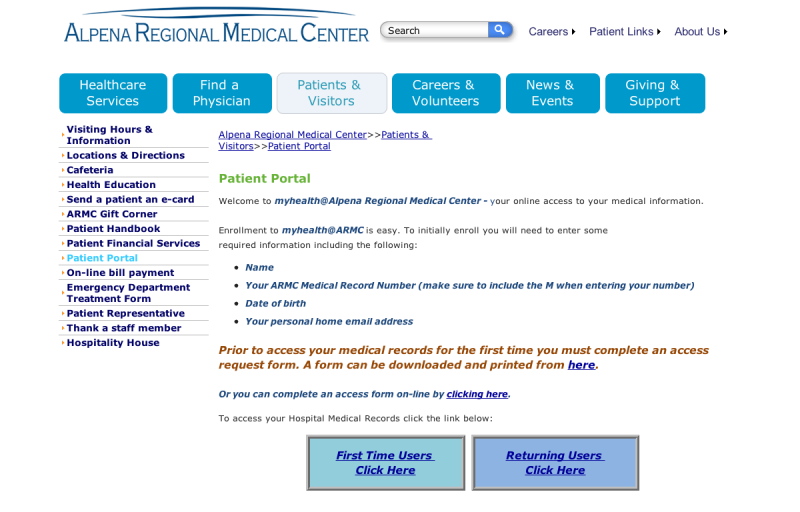 ALPENA REGIONAL MEDICAL CENTER
Search
Careers
Patient Links
About Us
Healthcare
Services
Find a
Physician
Patients &
Visitors
Careers &
Volunteers
News &
Events
Giving &
Support
Visiting Hours &
Information
Locations & Directions
Cafeteria
Health Education
Send a patient an e-card
ARMC Gift Corner
Patient Handbook
Patient Financial Services
Patient Portal
On-line bill payment
Emergency Department
Treatment Form
Patient Representative
Thank a staff member
Hospitality House
Alpena Regional Medical Center>>Patients &
Visitors>>Patient Portal
Patient Portal
Welcome to myhealth@Alpena Regional Medical Center - your online access to your medical information.
Enrollment to myhealth@ARMC is easy. To initially enroll you will need to enter some
required information including the following:
Name
Your ARMC Medical Record Number (make sure to include the M when entering your number)
Date of birth
Your personal home email address
Prior to access your medical records for the first time you must complete an access
request form. A form can be downloaded and printed from here.
Or you can complete an access form on-line by clicking here.
To access your Hospital Medical Records click the link below:
First Time Users
Click Here
Returning Users
Click Here